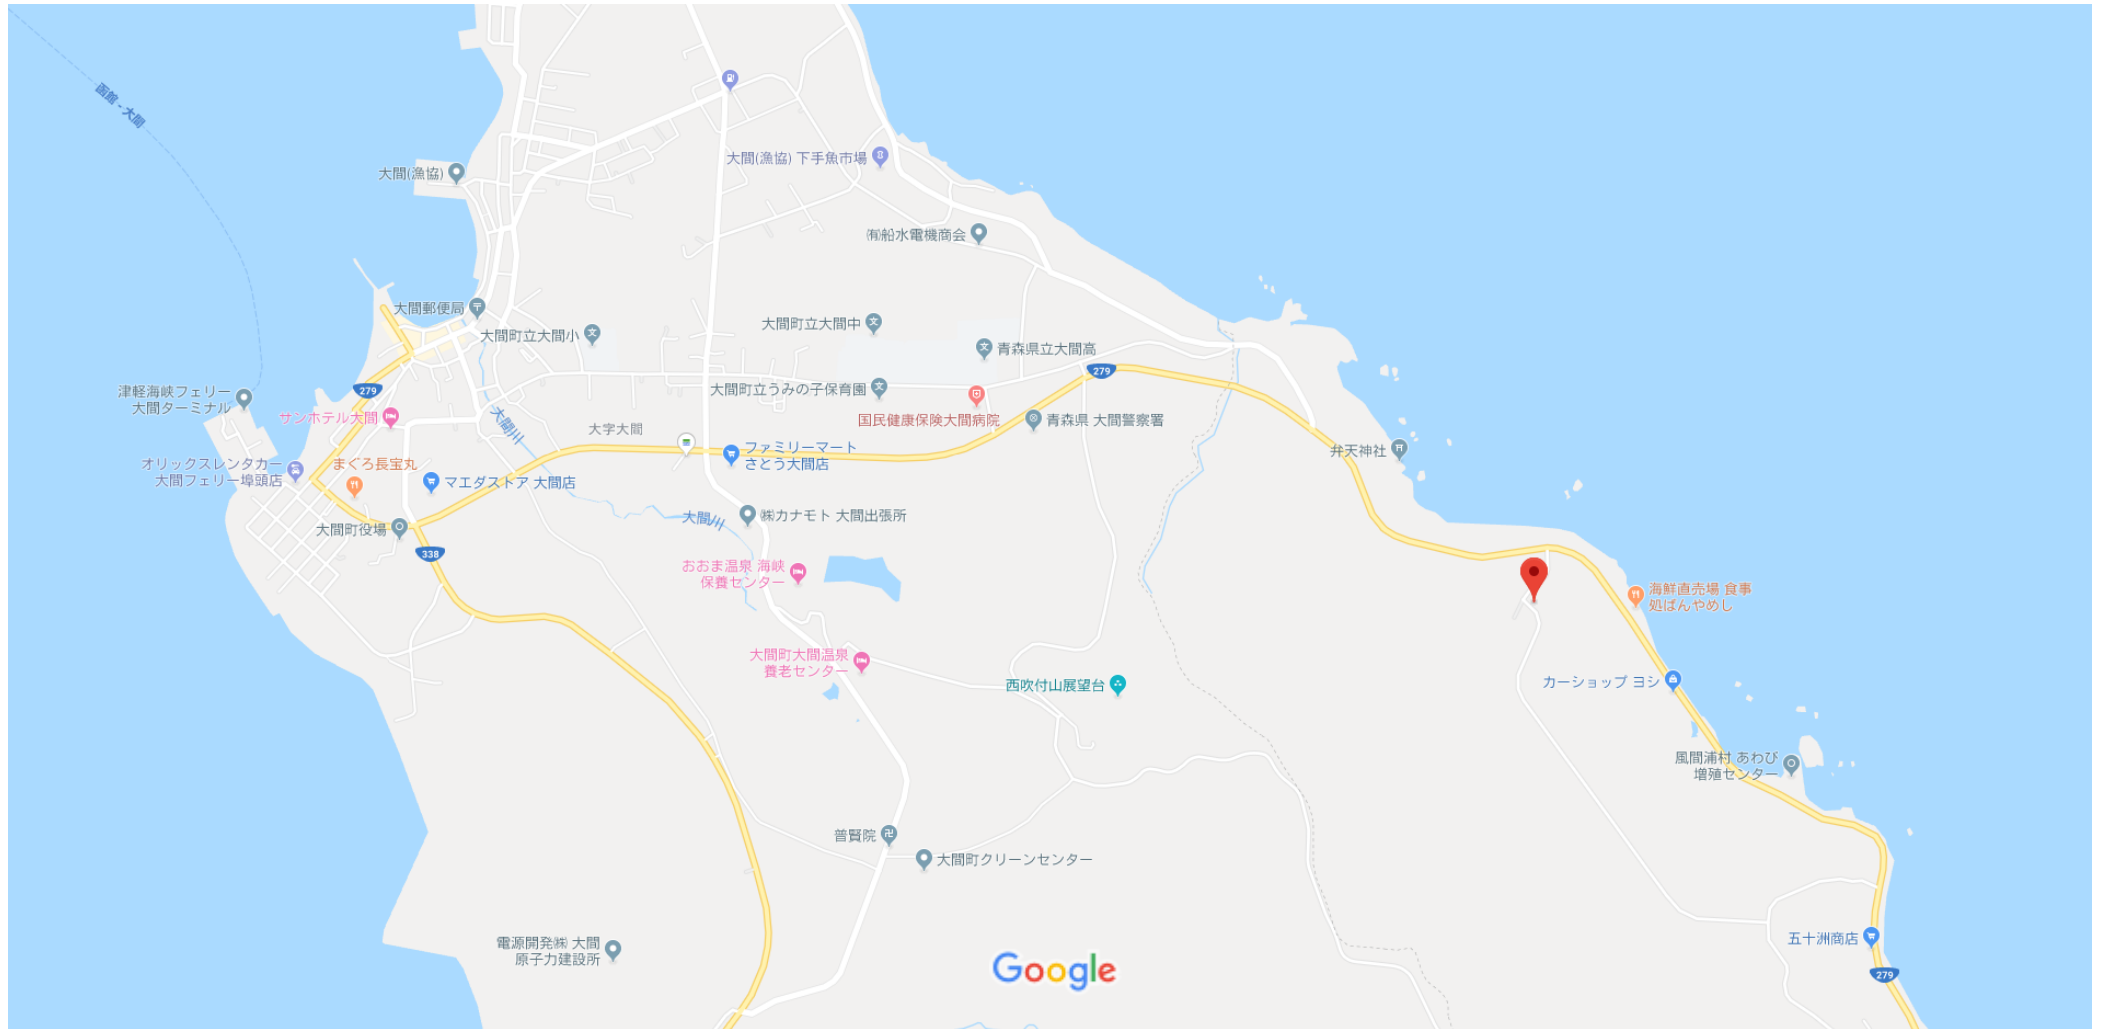 函館 - 大間
大間(漁協)
大間(漁協) 下手魚市場
㈲船水電機商会
大間郵便局
大間町立大間小
大間町立大間中
青森県立大間高
279
279
津軽海峡フェリー
大間ターミナル
サンホテル大間
大間川
大間町立うみの子保育園
国民健康保険大間病院
青森県 大間警察署
大字大間
ファミリーマート
さとう大間店
弁天神社
オリックスレンタカー
大間フェリー埠頭店
まぐろ長宝丸
マエダストア 大間店
大間町役場
338
大間川
㈱カナモト 大間出張所
おおま温泉 海峡
保養センター
海鮮直売場 食事
処ばんやめし
大間町大間温泉
養老センター
西吹付山展望台
カーショップ ヨシ
風間浦村 あわび
増殖センター
普賢院
大間町クリーンセンター
電源開発㈱ 大間
原子力建設所
五十洲商店
279
Google